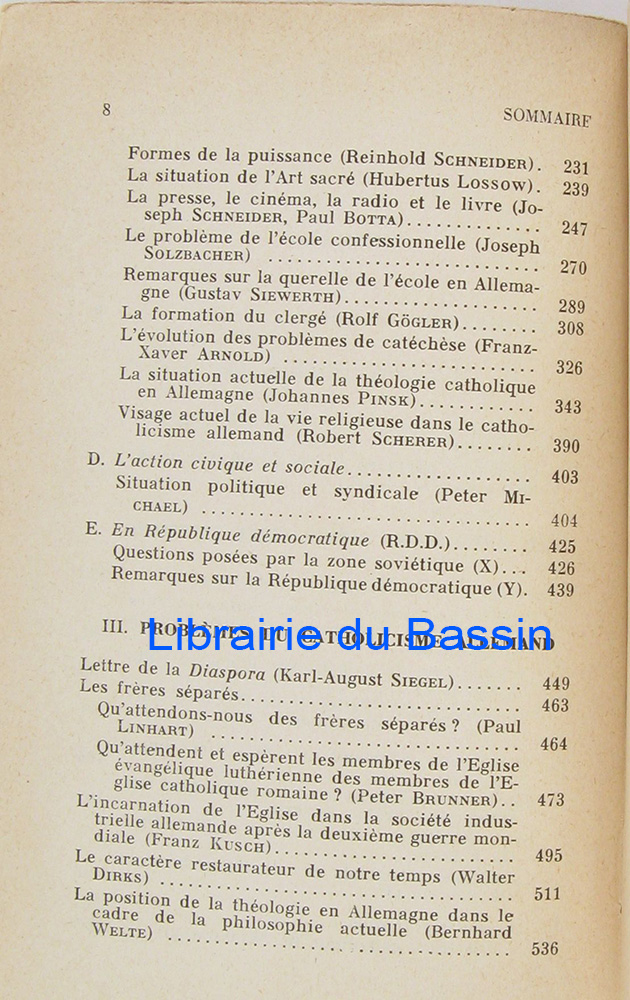 8 SOMMAIRE
Formes de la puissance (Reinhold SCHNEIDER). 231
La situation de l'Art sacré (Hubertus LOSSOW). 239
La presse, le cinéma, la radio et le livre (Jo-
seph SCHNEIDER, Paul BOTTA).............. 247
Le problème de l'école confessionnelle (Joseph
SOLZBACHER) ........................ 270
Remarques sur la querelle de l'école en Allema-
gne (Gustav SIEWERTH)................... 289
La formation du clergé (Rolf GÖGLER)........ 308
L'évolution des problèmes de catéchèse (Franz-
Xaver ARNOLD) ........................ 326
La situation actuelle de la théologie catholique
en Allemagne (Johannes PINSK)............ 343
Visage actuel de la vie religieuse dans le catho-
licisme allemand (Robert SCHERER)........ 390
D. L'action civique et sociale................... 403
Situation politique et syndicale (Peter MI-
CHAEL) ................................ 404
E. En République démocratique (R.D.D.)........ 425
Questions posées par la zone soviétique (X)... 426
Remarques sur la République démocratique (Y). 439
III. PROBLÈMES DU CATHOLICISME ALLEMAND
Librairie du Bassin
Lettre de la Diaspora (Karl-August SIEGEL)....... 449
Les frères séparés............................ 463
Qu'attendons-nous des frères séparés ? (Paul
LINHART) .............................. 464
Qu'attendent et espèrent les membres de l'Eglise
évangélique luthérienne des membres de l'E-
glise catholique romaine ? (Peter BRUNNER).. 473
L'incarnation de l'Eglise dans la société indus-
trielle allemande après la deuxième guerre mon-
diale (Franz KUSCH)........................ 495
Le caractère restaurateur de notre temps (Walter
DIRKS) .................................. 511
La position de la théologie en Allemagne dans le
cadre de la philosophie actuelle (Bernhard
WELTE) .................................. 536